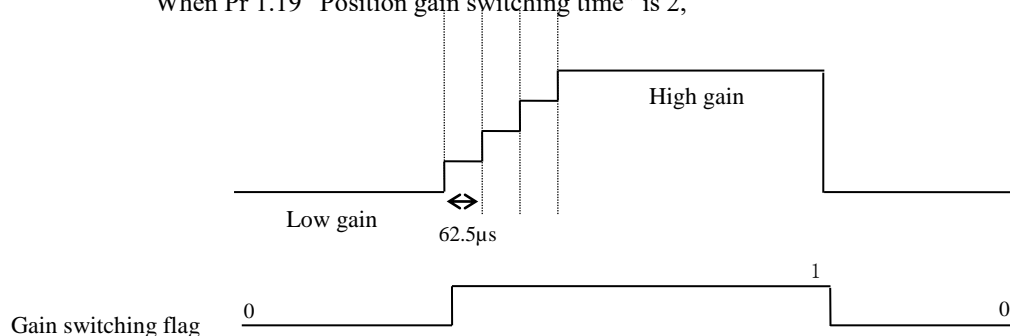 When Pr 1.19 "Position gain switching time" is 2,
High gain
Low gain
62.5µs
1
0
0
Gain switching flag